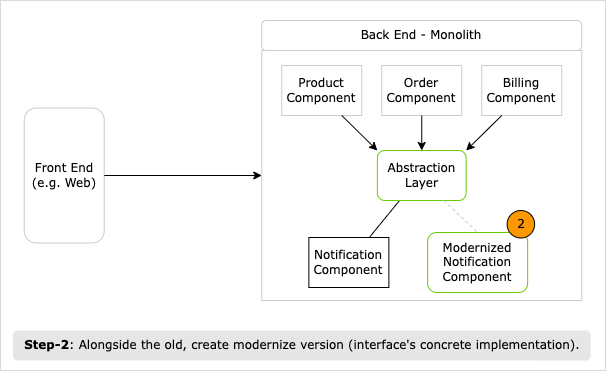 Back End - Monolith
Product
Component
Order
Component
Billing
Component
Front End
(e.g. Web)
Abstraction
Layer
2
Notification
Component
Modernized
Notification
Component
Step-2: Alongside the old, create modernize version (interface's concrete implementation).